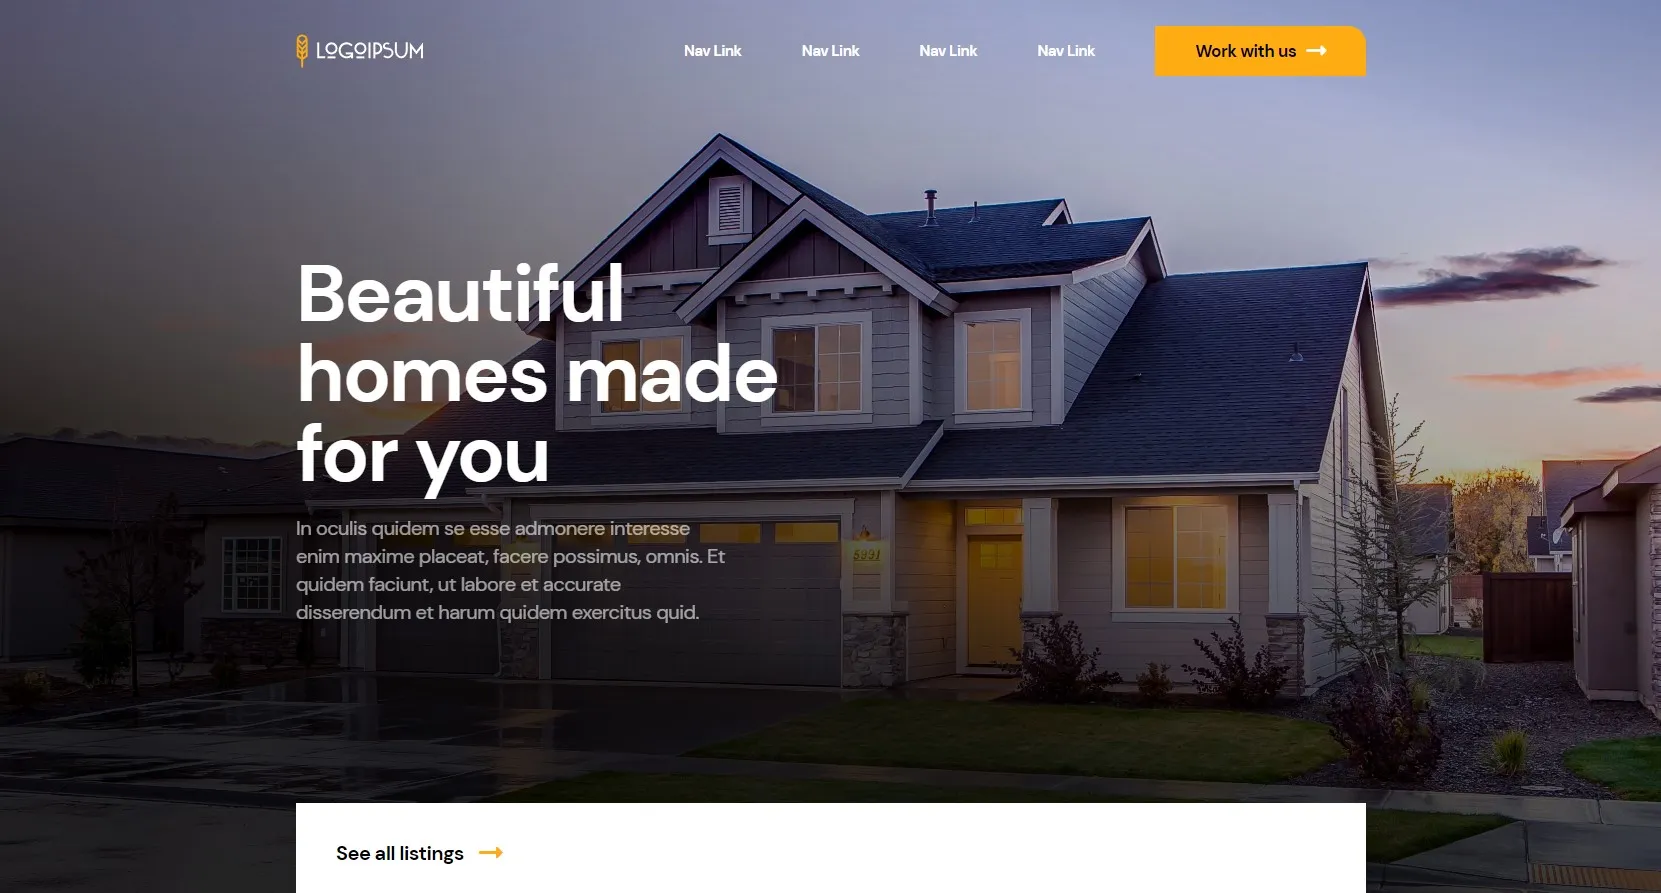 LOGOIPSUM
Nav Link
Nav Link
Nav Link
Nav Link
Work with us
Beautiful
homes made
for you
In oculis quidem se esse admonere interesse
enim maxime placeat, facere possimus, omnis. Et
quidem faciunt, ut labore et accurate
disserendum et harum quidem exercitus quid.
5991
See all listings